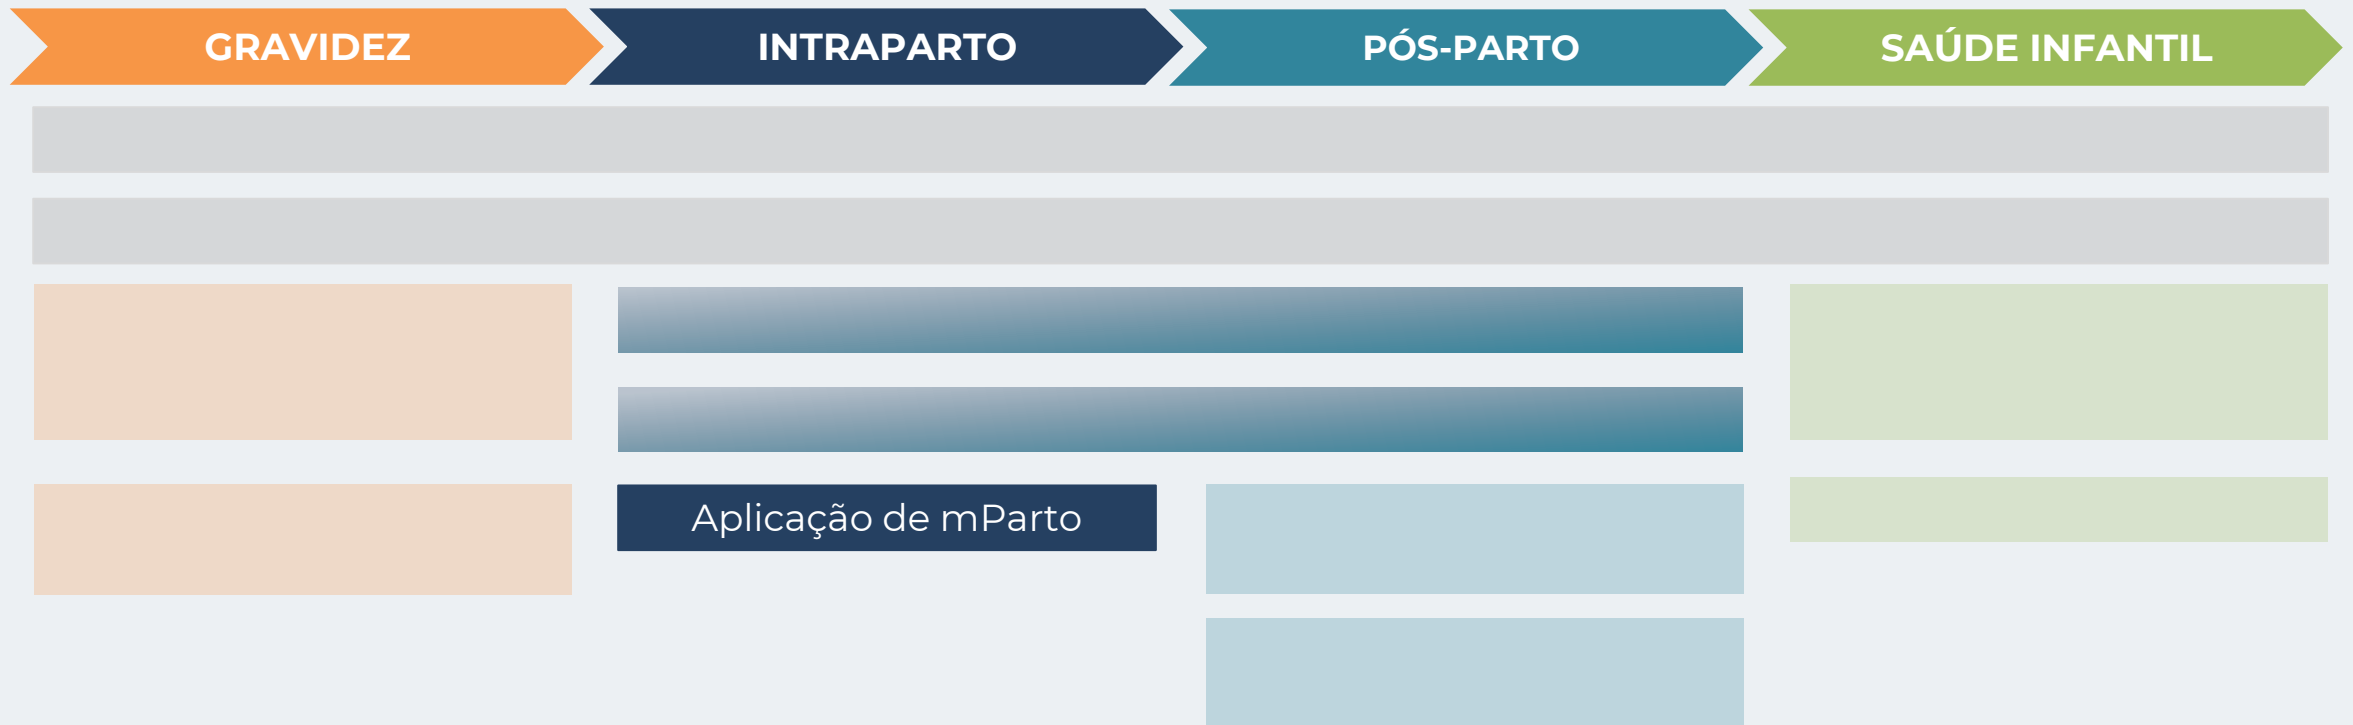 GRAVIDEZ
INTRAPARTO
PÓS-PARTO
SAÚDE INFANTIL
Aplicação de mParto